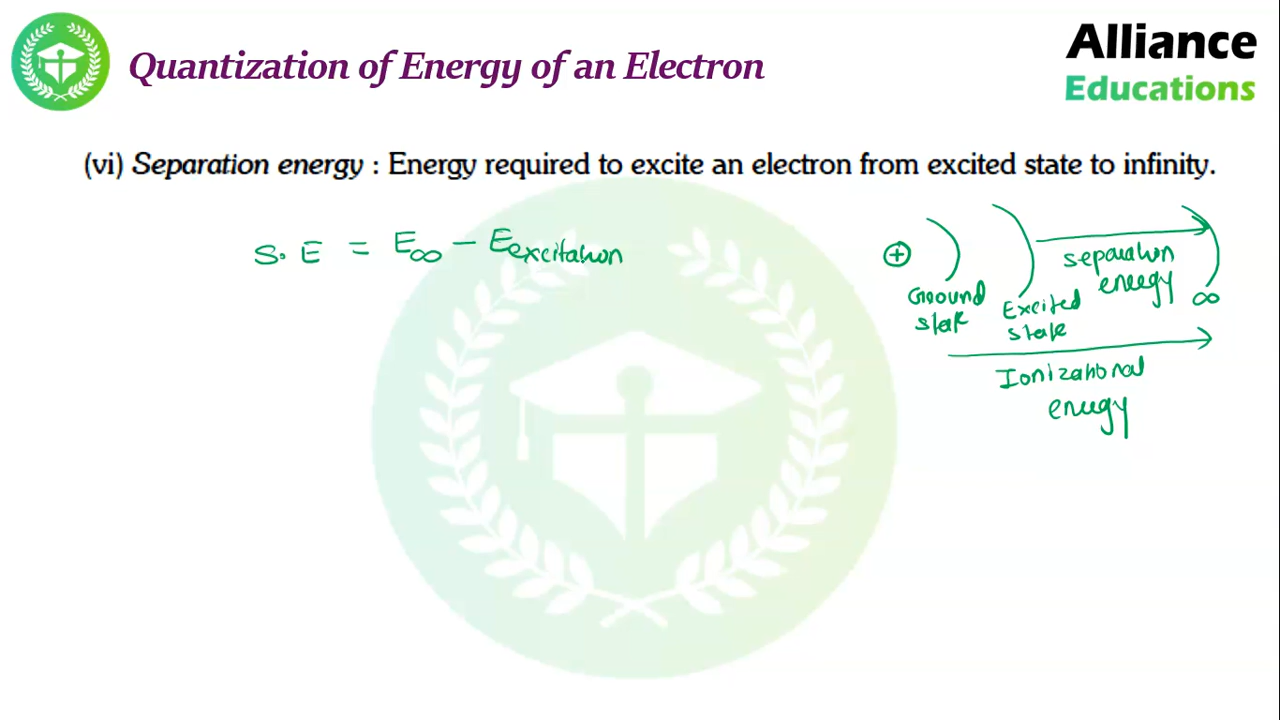 Quantization of Energy of an Electron
Alliance
Educations
(vi) Separation energy : Energy required to excite an electron from excited state to infinity.
S. E = E∞ - Eexcitation
+
Separation
energy
Ground
state
Excited
state
∞
Ionizational
energy